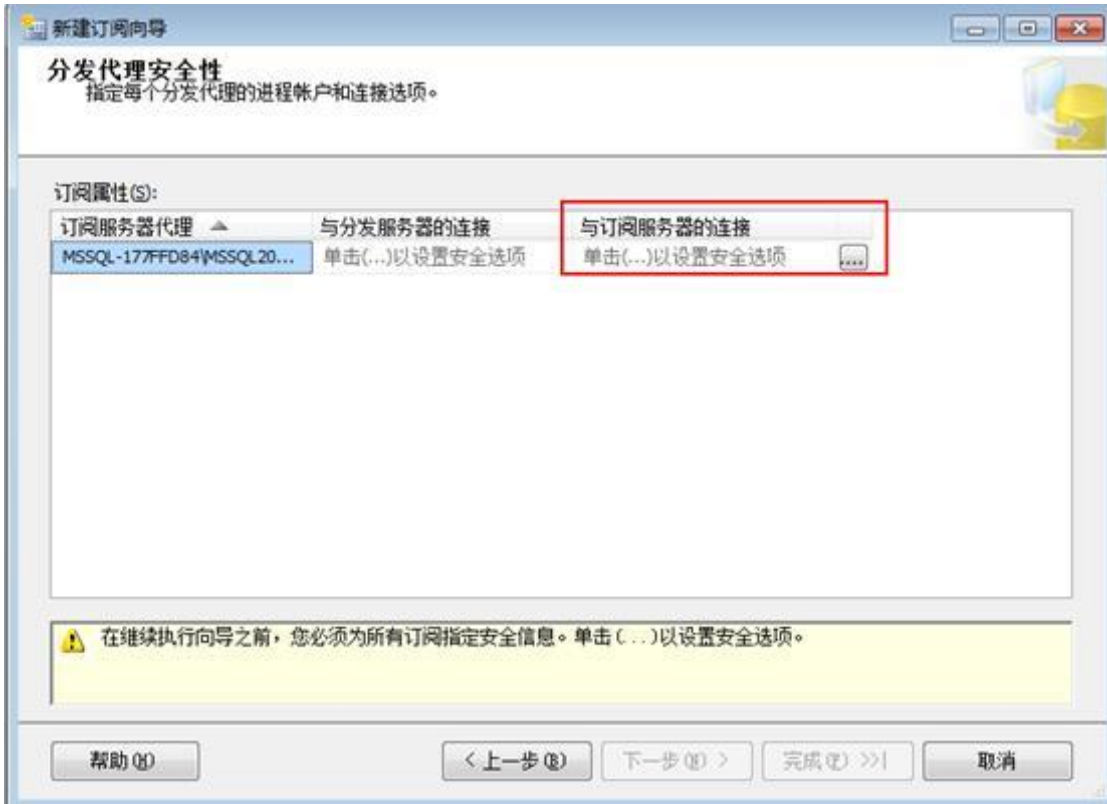 新建订阅向导
分发代理安全性
指定每个分发代理的进程帐户和连接选项。
订阅属性(S):
订阅服务器代理 与分发服务器的连接 与订阅服务器的连接
MSSQL-177FFD84\MSSQL20... 单击(...)以设置安全选项 单击(...)以设置安全选项 ...
在继续执行向导之前，您必须为所有订阅指定安全信息。单击(...)以设置安全选项。
帮助(H) <上一步(B) 下一步(N)> 完成(F)>>| 取消